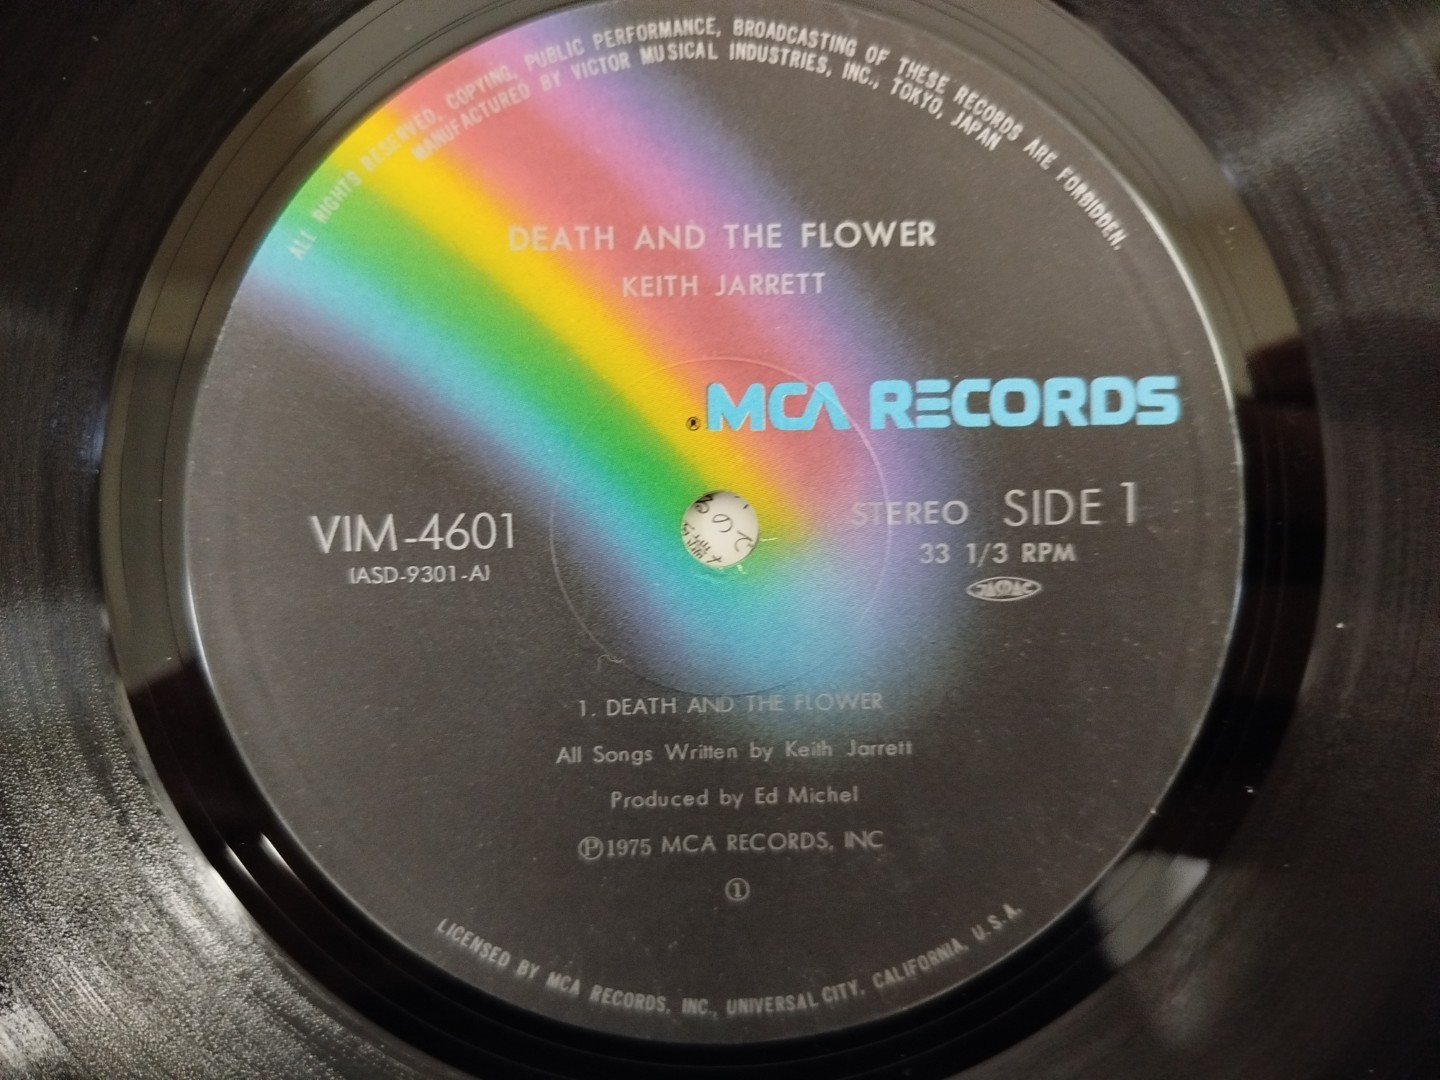 ALL RIGHTS RESERVED, COPYING, PUBLIC PERFORMANCE, BROADCASTING OF THESE RECORDS ARE FORBIDDEN.
MANUFACTURED BY VICTOR MUSICAL INDUSTRIES, INC., TOKYO, JAPAN
DEATH AND THE FLOWER
KEITH JARRETT
® MCA RECORDS
VIM-4601
(ASD-9301-A)
STEREO SIDE 1
33 1/3 RPM
1. DEATH AND THE FLOWER
All Songs Written by Keith Jarrett
Produced by Ed Michel
Ⓟ1975 MCA RECORDS, INC
①
LICENSED BY MCA RECORDS, INC., UNIVERSAL CITY, CALIFORNIA, U.S.A.